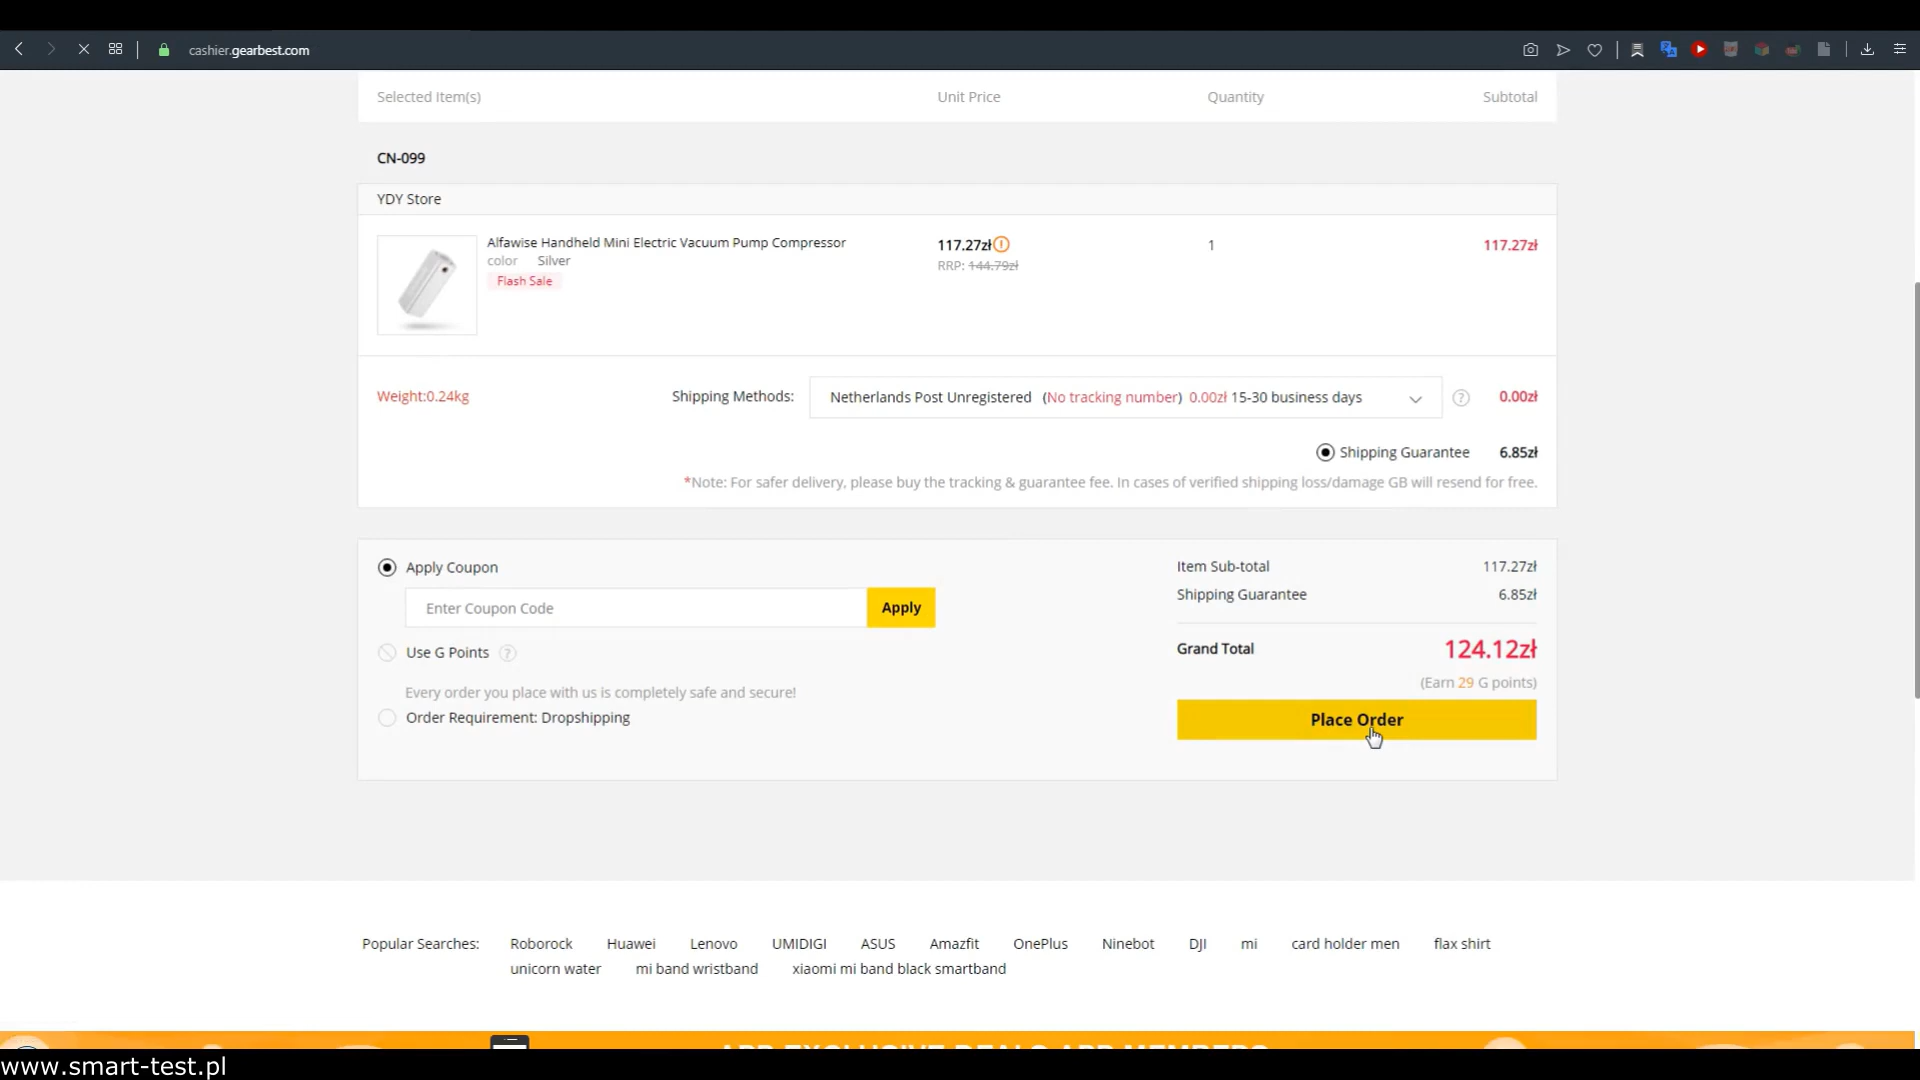 cashier.gearbest.com
Selected Item(s) Unit Price Quantity Subtotal
CN-099
YDY Store
Alfawise Handheld Mini Electric Vacuum Pump Compressor 117.27zł 1 117.27zł
color Silver RRP: 144.79zł
Flash Sale
Weight:0.24kg Shipping Methods: Netherlands Post Unregistered (No tracking number) 0.00zł 15-30 business days ? 0.00zł
Shipping Guarantee 6.85zł
*Note: For safer delivery, please buy the tracking & guarantee fee. In cases of verified shipping loss/damage GB will resend for free.
Apply Coupon Item Sub-total 117.27zł
Enter Coupon Code Apply Shipping Guarantee 6.85zł
Use G Points ? Grand Total 124.12zł
(Earn 29 G points)
Every order you place with us is completely safe and secure!
Order Requirement: Dropshipping Place Order
Popular Searches: Roborock Huawei Lenovo UMIDIGI ASUS Amazfit OnePlus Ninebot DJI mi card holder men flax shirt
unicorn water mi band wristband xiaomi mi band black smartband
APP EXCLUSIVE DEALS APP MEMBERS
www.smart-test.pl